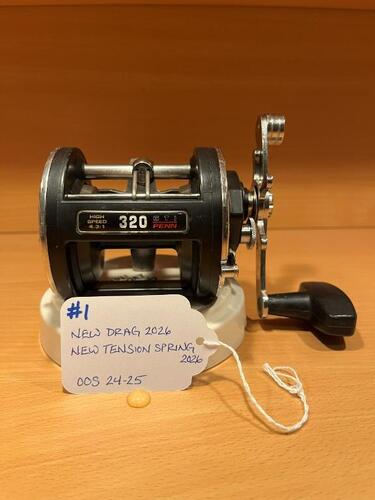 HIGH
SPEED
4.3:1
320 GTI
PENN
#1
NEW DRAG 2026
NEW TENSION SPRING
2026
OOS 24-25